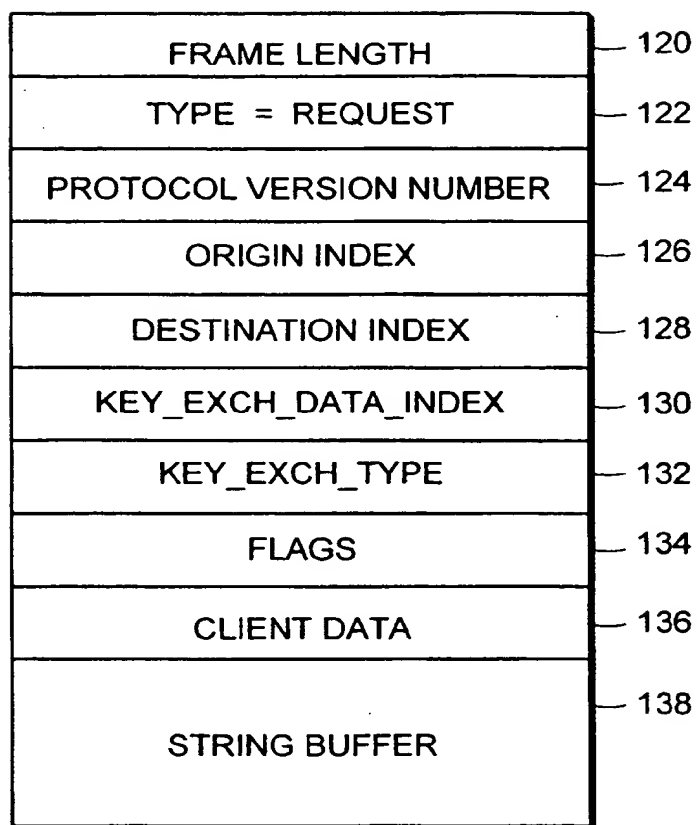 FRAME LENGTH 120
TYPE = REQUEST 122
PROTOCOL VERSION NUMBER 124
ORIGIN INDEX 126
DESTINATION INDEX 128
KEY_EXCH_DATA_INDEX 130
KEY_EXCH_TYPE 132
FLAGS 134
CLIENT DATA 136
138
STRING BUFFER